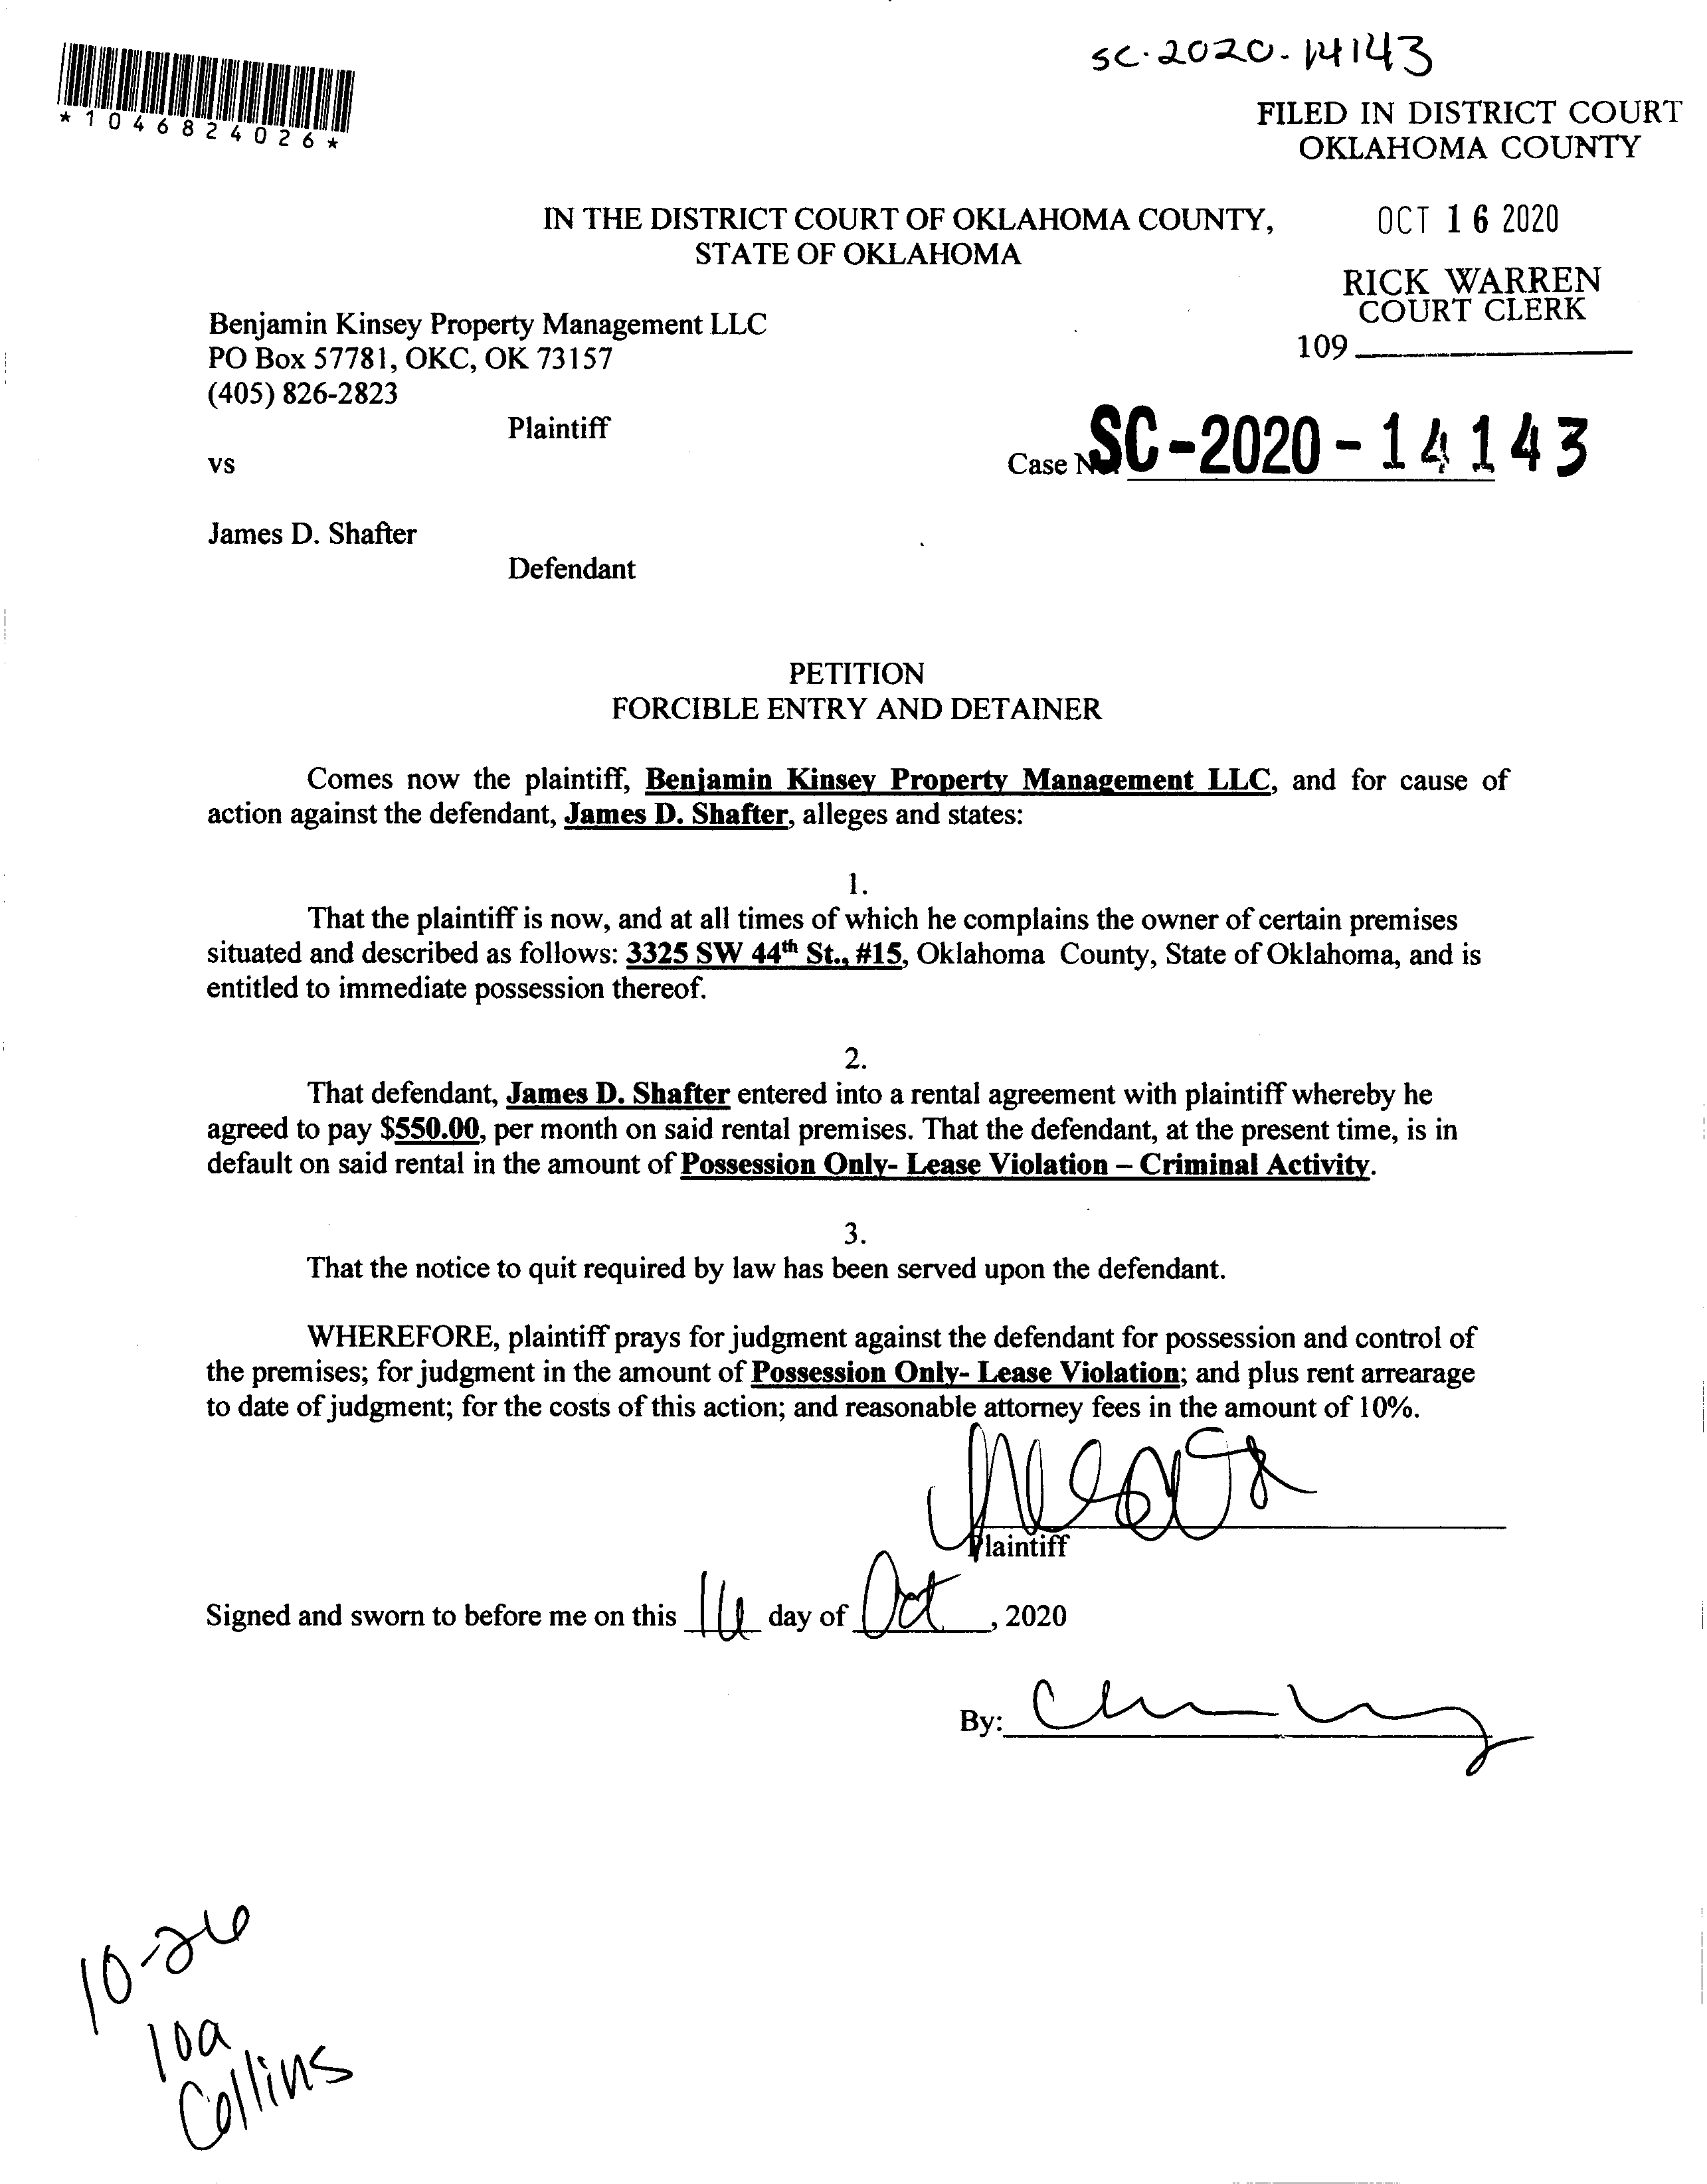 SC-2020-14143
*1046824026*
FILED IN DISTRICT COURT
OKLAHOMA COUNTY
IN THE DISTRICT COURT OF OKLAHOMA COUNTY,
STATE OF OKLAHOMA
OCT 16 2020
RICK WARREN
COURT CLERK
109
Benjamin Kinsey Property Management LLC
PO Box 57781, OKC, OK 73157
(405) 826-2823
Plaintiff
vs
Case No. SC-2020-14143
James D. Shafter
Defendant
PETITION
FORCIBLE ENTRY AND DETAINER
Comes now the plaintiff, Benjamin Kinsey Property Management LLC, and for cause of
action against the defendant, James D. Shafter, alleges and states:
1.
That the plaintiff is now, and at all times of which he complains the owner of certain premises
situated and described as follows: 3325 SW 44th St., #15, Oklahoma County, State of Oklahoma, and is
entitled to immediate possession thereof.
2.
That defendant, James D. Shafter entered into a rental agreement with plaintiff whereby he
agreed to pay $550.00, per month on said rental premises. That the defendant, at the present time, is in
default on said rental in the amount of Possession Only- Lease Violation – Criminal Activity.
3.
That the notice to quit required by law has been served upon the defendant.
WHEREFORE, plaintiff prays for judgment against the defendant for possession and control of
the premises; for judgment in the amount of Possession Only- Lease Violation; and plus rent arrearage
to date of judgment; for the costs of this action; and reasonable attorney fees in the amount of 10%.
Plaintiff
Signed and sworn to before me on this 16 day of Oct, 2020
By:
10-26
10a
Collins